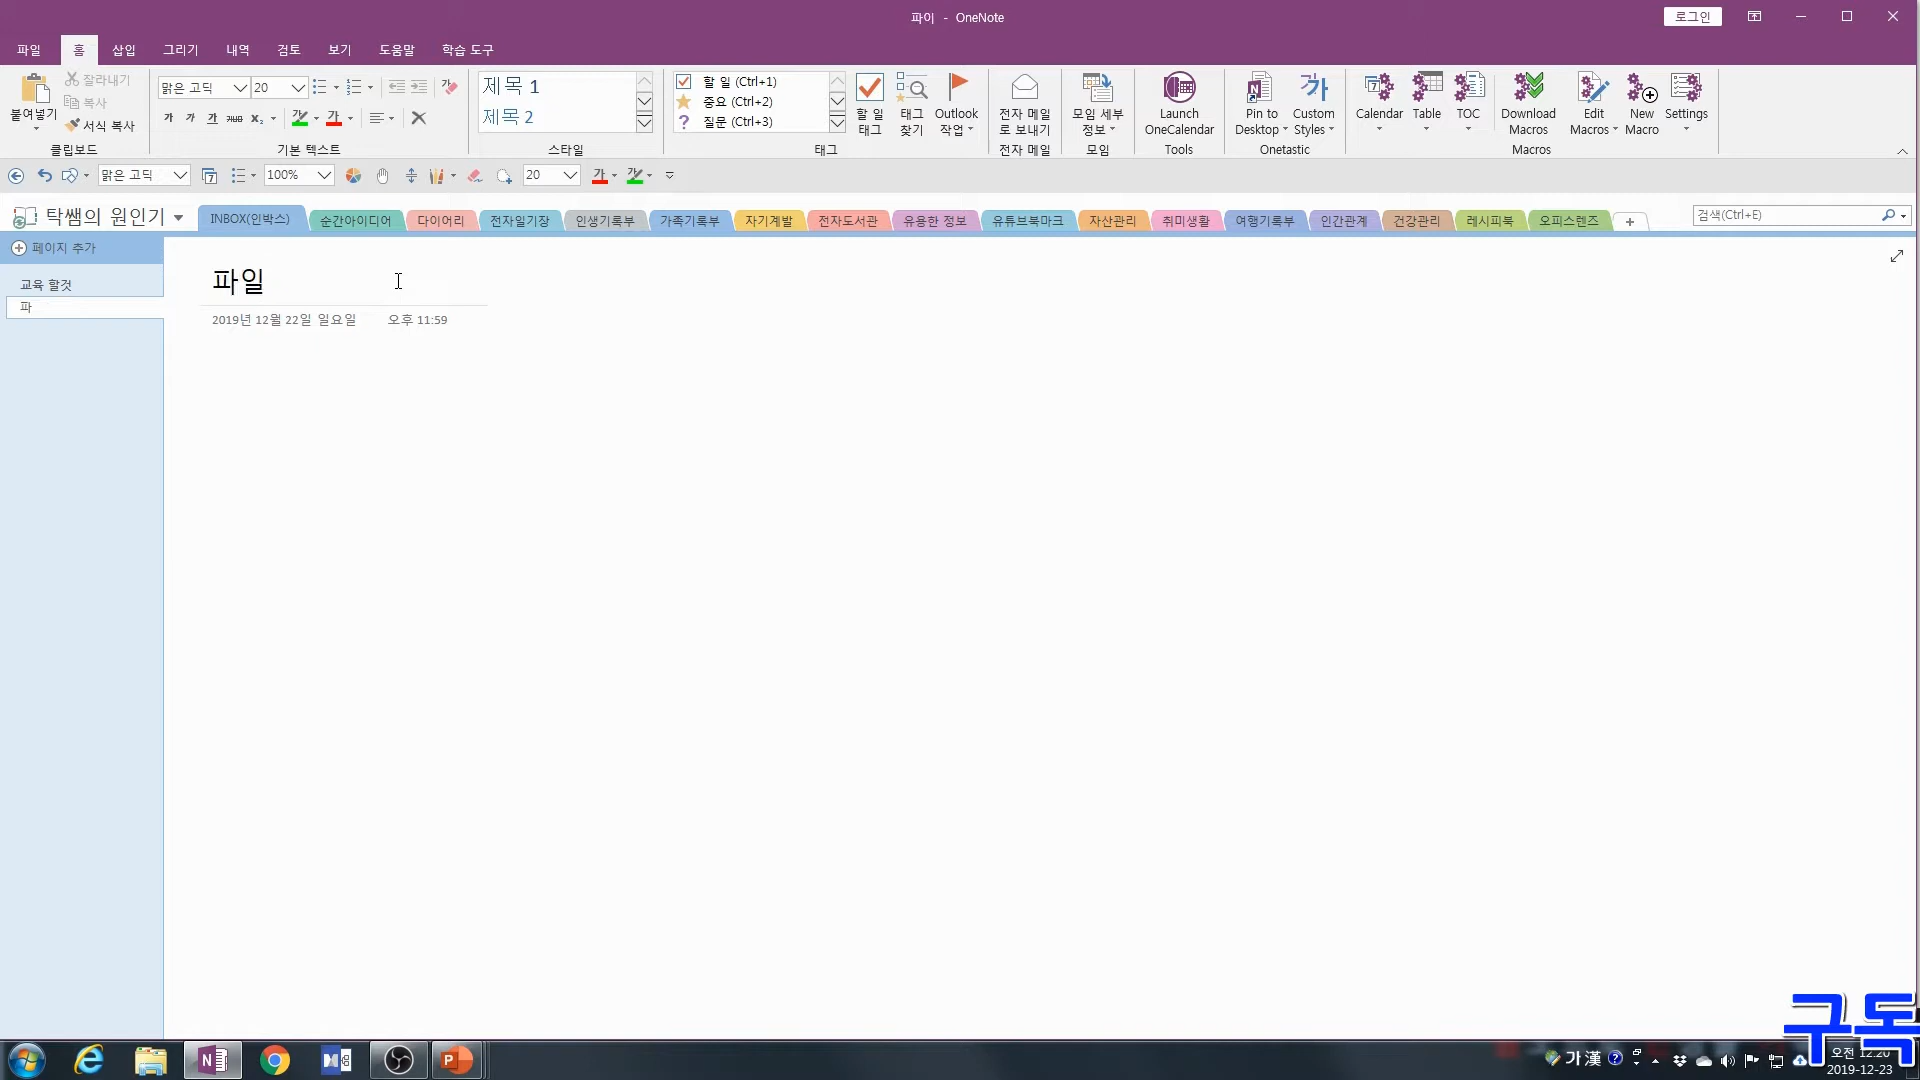 파이 - OneNote
로그인
파일 홈 삽입 그리기 내역 검토 보기 도움말 학습 도구
붙여넣기
잘라내기
복사
서식 복사
클립보드
맑은 고딕 20
가 가 가 abc x₂ 가
기본 텍스트
제목 1
제목 2
스타일
할 일 (Ctrl+1)
중요 (Ctrl+2)
질문 (Ctrl+3)
할 일
태그
태그
찾기
Outlook
작업
태그
전자 메일
로 보내기
전자 메일
모임 세부
정보
모임
Launch
OneCalendar
Tools
Pin to
Desktop
Custom
Styles
Onetastic
Calendar
Table
TOC
Download
Macros
Edit
Macros
New
Macro
Settings
Macros
맑은 고딕 100% 20 가
탁쌤의 원인기
INBOX(인박스) 순간아이디어 다이어리 전자일기장 인생기록부 가족기록부 자기계발 전자도서관 유용한 정보 유튜브북마크 자산관리 취미생활 여행기록부 인간관계 건강관리 레시피북 오피스렌즈
검색(Ctrl+E)
페이지 추가
교육 할것
파
파일
2019년 12월 22일 일요일 오후 11:59
구독
가 漢
오전 12:20
2019-12-23